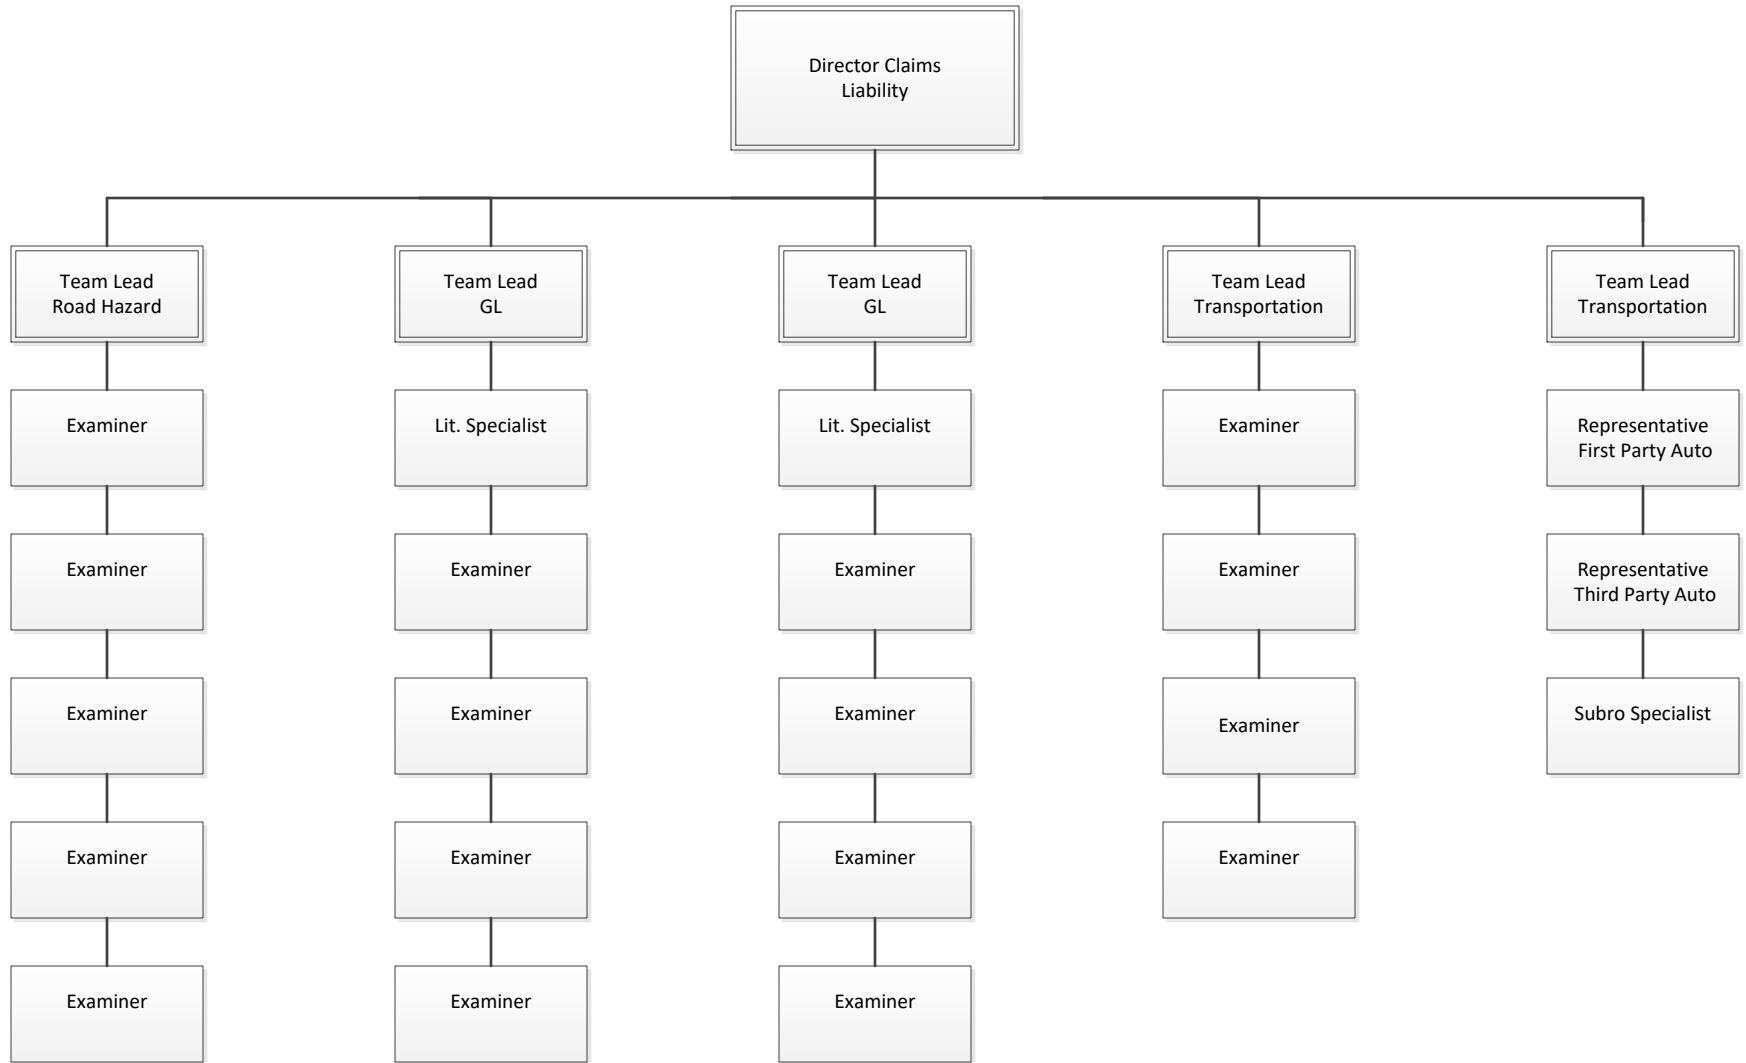 Director Claims
Liability
Team Lead
Road Hazard
Team Lead
GL
Team Lead
GL
Team Lead
Transportation
Team Lead
Transportation
Examiner
Lit. Specialist
Lit. Specialist
Examiner
Representative
First Party Auto
Examiner
Examiner
Examiner
Examiner
Representative
Third Party Auto
Examiner
Examiner
Examiner
Examiner
Subro Specialist
Examiner
Examiner
Examiner
Examiner
Examiner
Examiner
Examiner